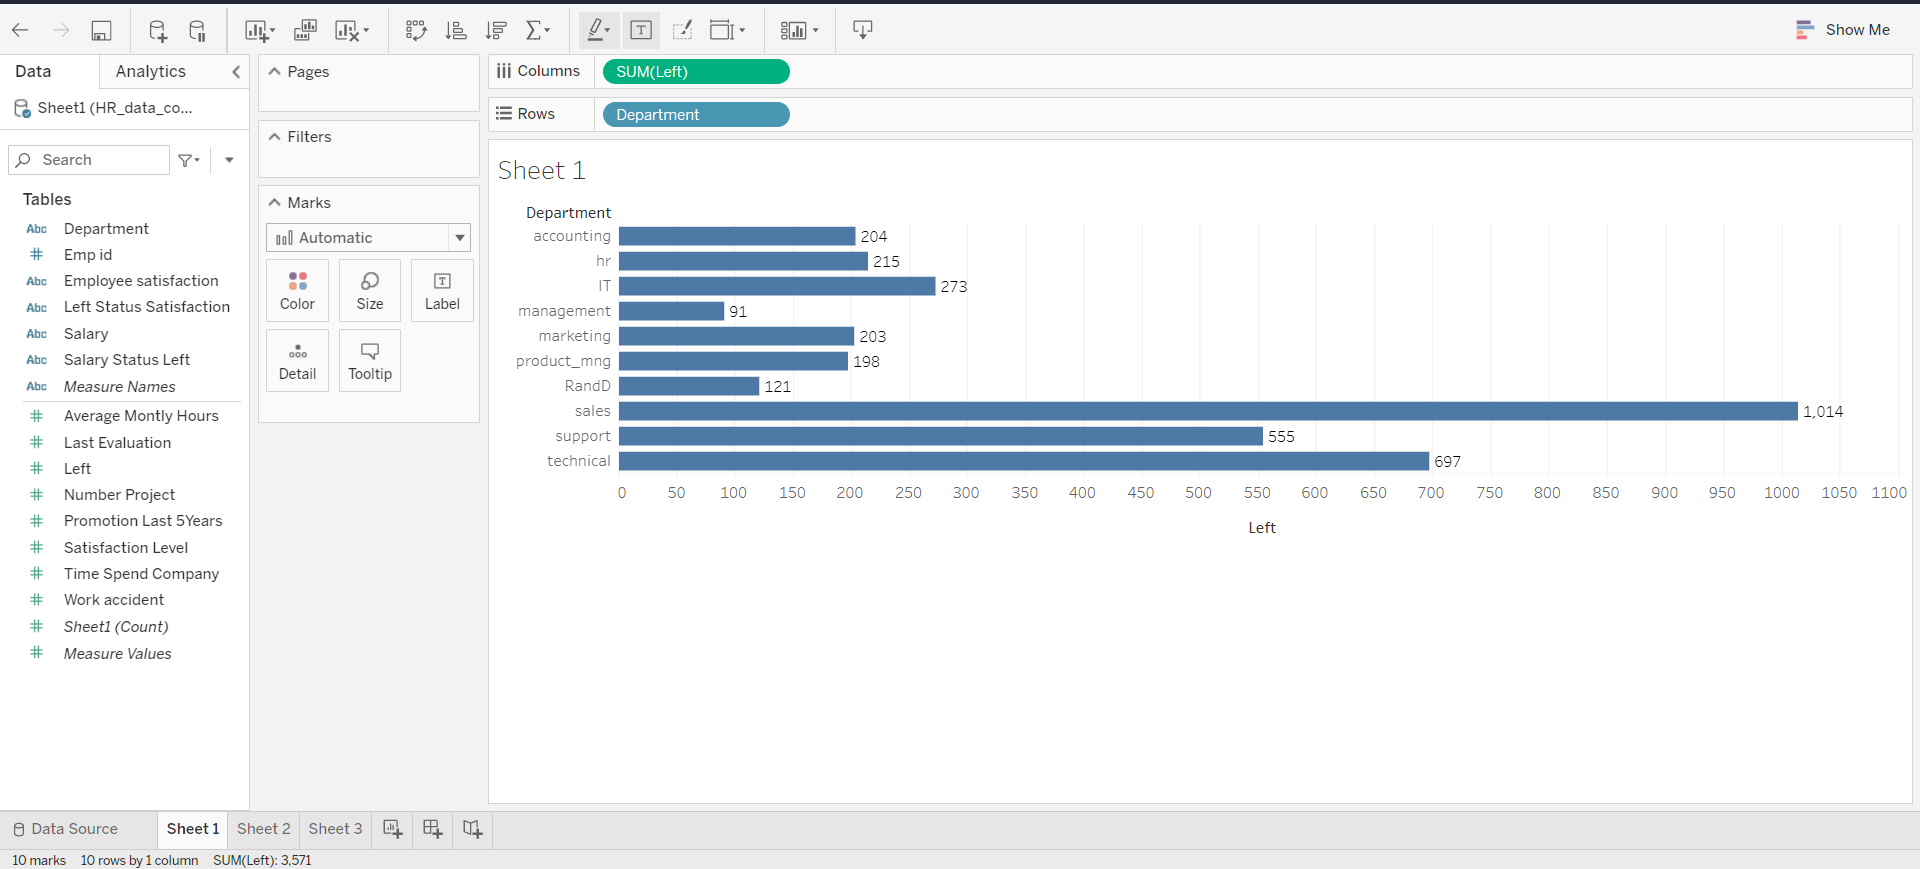 Show Me
Data
Analytics
Sheet1 (HR_data_co...
Search
Tables
Abc Department
Emp id
Abc Employee satisfaction
Abc Left Status Satisfaction
Abc Salary
Abc Salary Status Left
Abc Measure Names
Average Montly Hours
Last Evaluation
Left
Number Project
Promotion Last 5Years
Satisfaction Level
Time Spend Company
Work accident
Sheet1 (Count)
Measure Values
Pages
Filters
Marks
Automatic
Color
Size
T
Label
Detail
Tooltip
Columns
SUM(Left)
Rows
Department
Sheet 1
Department
accounting 204
hr 215
IT 273
management 91
marketing 203
product_mng 198
RandD 121
sales 1,014
support 555
technical 697
0 50 100 150 200 250 300 350 400 450 500 550 600 650 700 750 800 850 900 950 1000 1050 1100
Left
Data Source
Sheet 1
Sheet 2
Sheet 3
10 marks 10 rows by 1 column SUM(Left): 3,571